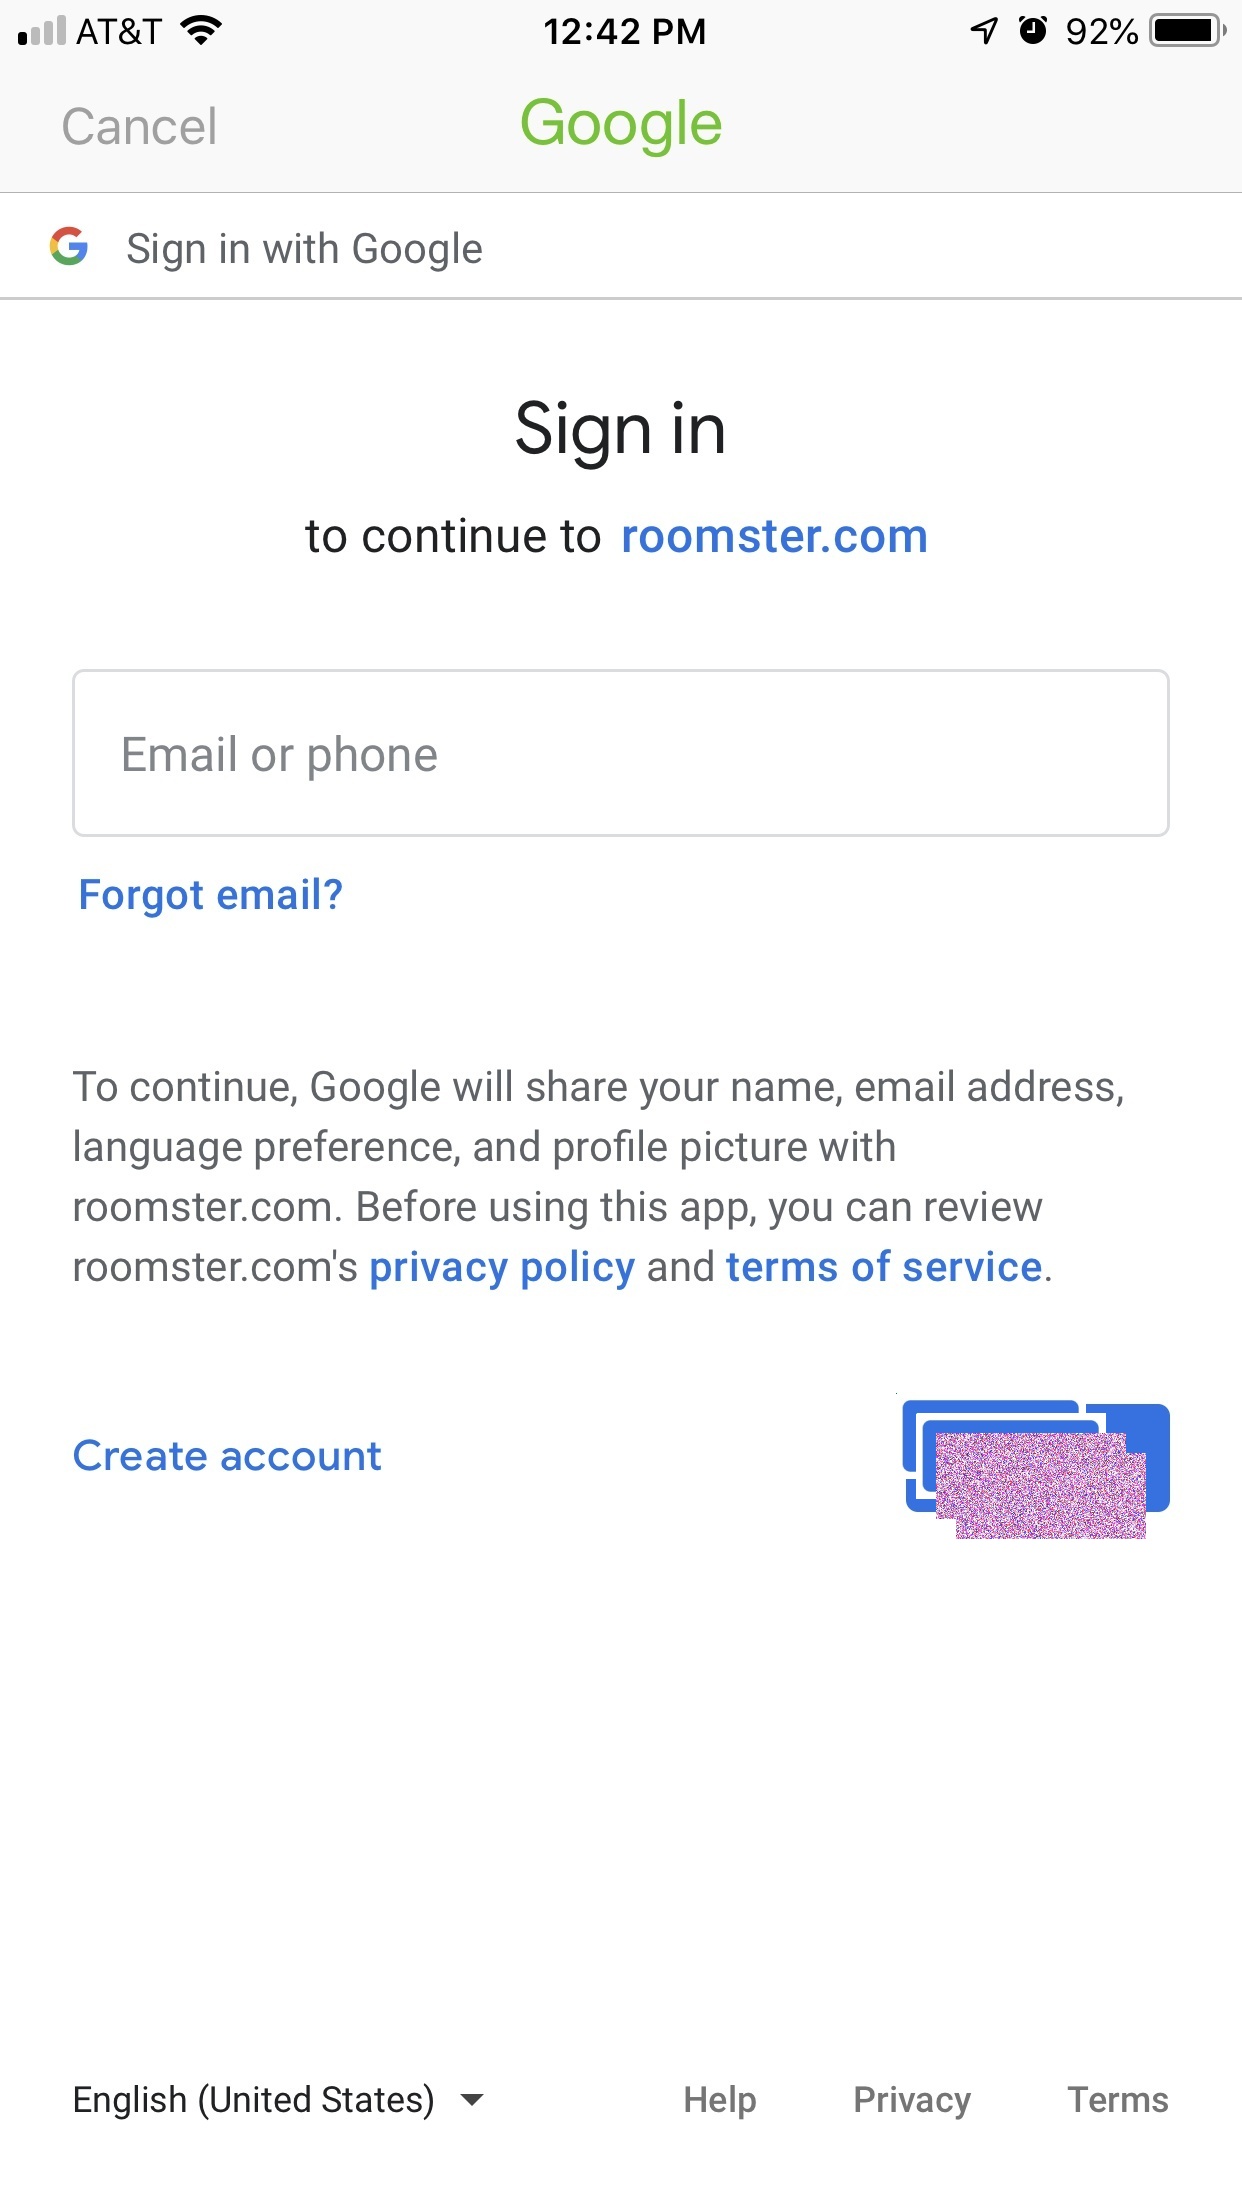 AT&T 12:42 PM 92%
Cancel Google
Sign in with Google
Sign in
to continue to roomster.com
Email or phone
Forgot email?
To continue, Google will share your name, email address,
language preference, and profile picture with
roomster.com. Before using this app, you can review
roomster.com's privacy policy and terms of service.
Create account
English (United States) Help Privacy Terms